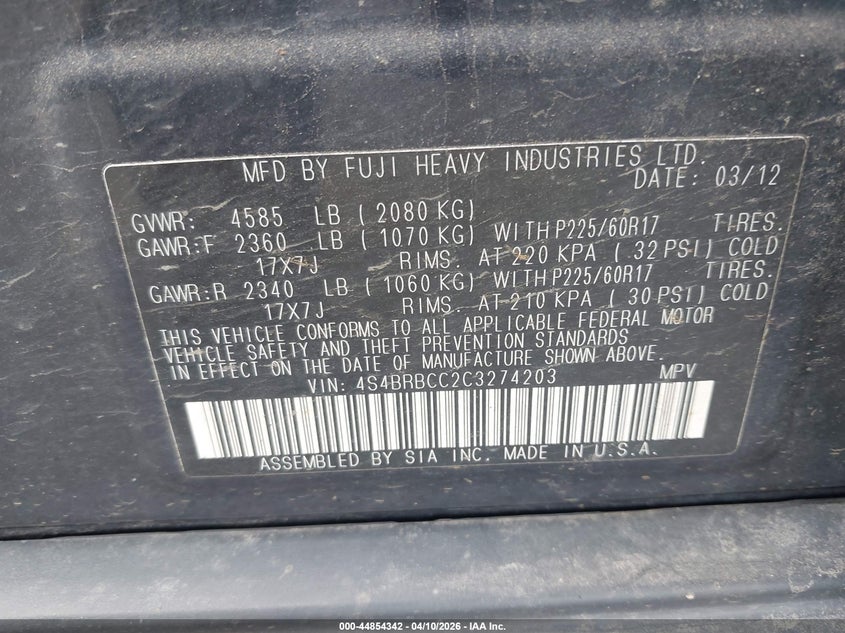 MFD BY FUJI HEAVY INDUSTRIES LTD.
DATE: 03/12
GVWR: 4585 LB (2080 KG)
GAWR:F 2360 LB (1070 KG) WITH P225/60R17 TIRES.
17X7J RIMS. AT 220 KPA (32 PSI) COLD
GAWR:R 2340 LB (1060 KG) WITH P225/60R17 TIRES.
17X7J RIMS. AT 210 KPA (30 PSI) COLD
THIS VEHICLE CONFORMS TO ALL APPLICABLE FEDERAL MOTOR
VEHICLE SAFETY AND THEFT PREVENTION STANDARDS
IN EFFECT ON THE DATE OF MANUFACTURE SHOWN ABOVE.
VIN: 4S4BRBCC2C3274203 MPV
ASSEMBLED BY SIA INC. MADE IN U.S.A.
000-44854342 - 04/10/2026 - IAA Inc.